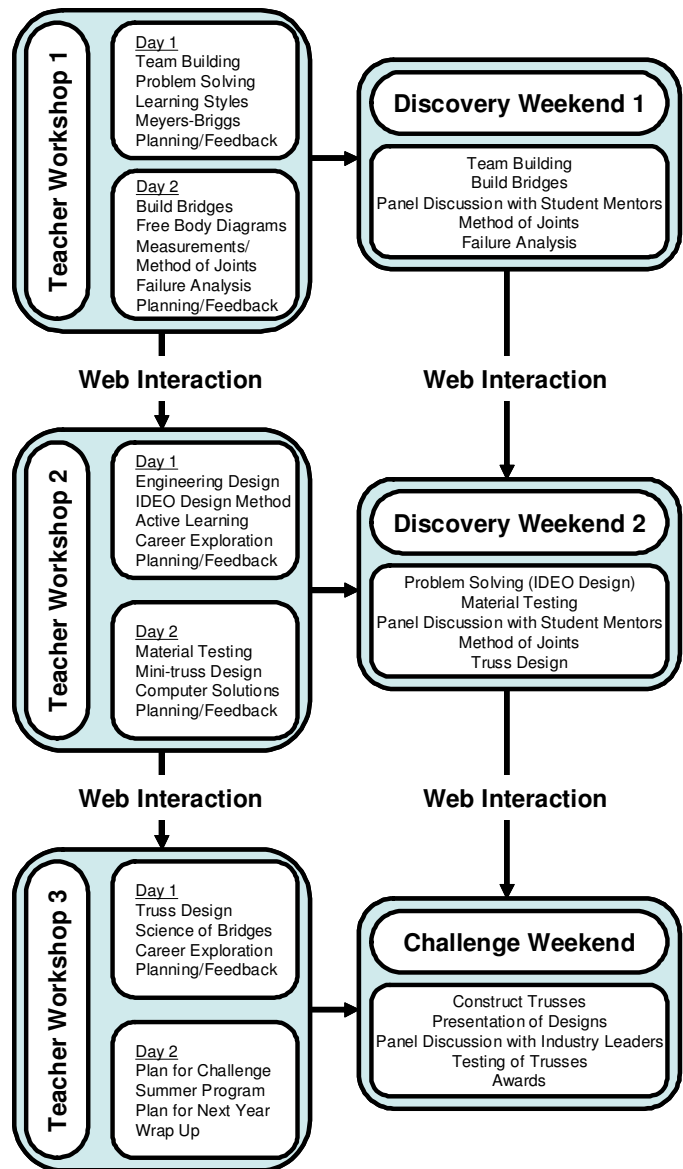 Teacher Workshop 1
Day 1
Team Building
Problem Solving
Learning Styles
Meyers-Briggs
Planning/Feedback
Day 2
Build Bridges
Free Body Diagrams
Measurements/
Method of Joints
Failure Analysis
Planning/Feedback
Discovery Weekend 1
Team Building
Build Bridges
Panel Discussion with Student Mentors
Method of Joints
Failure Analysis
Web Interaction
Web Interaction
Teacher Workshop 2
Day 1
Engineering Design
IDEO Design Method
Active Learning
Career Exploration
Planning/Feedback
Day 2
Material Testing
Mini-truss Design
Computer Solutions
Planning/Feedback
Discovery Weekend 2
Problem Solving (IDEO Design)
Material Testing
Panel Discussion with Student Mentors
Method of Joints
Truss Design
Web Interaction
Web Interaction
Teacher Workshop 3
Day 1
Truss Design
Science of Bridges
Career Exploration
Planning/Feedback
Day 2
Plan for Challenge
Summer Program
Plan for Next Year
Wrap Up
Challenge Weekend
Construct Trusses
Presentation of Designs
Panel Discussion with Industry Leaders
Testing of Trusses
Awards